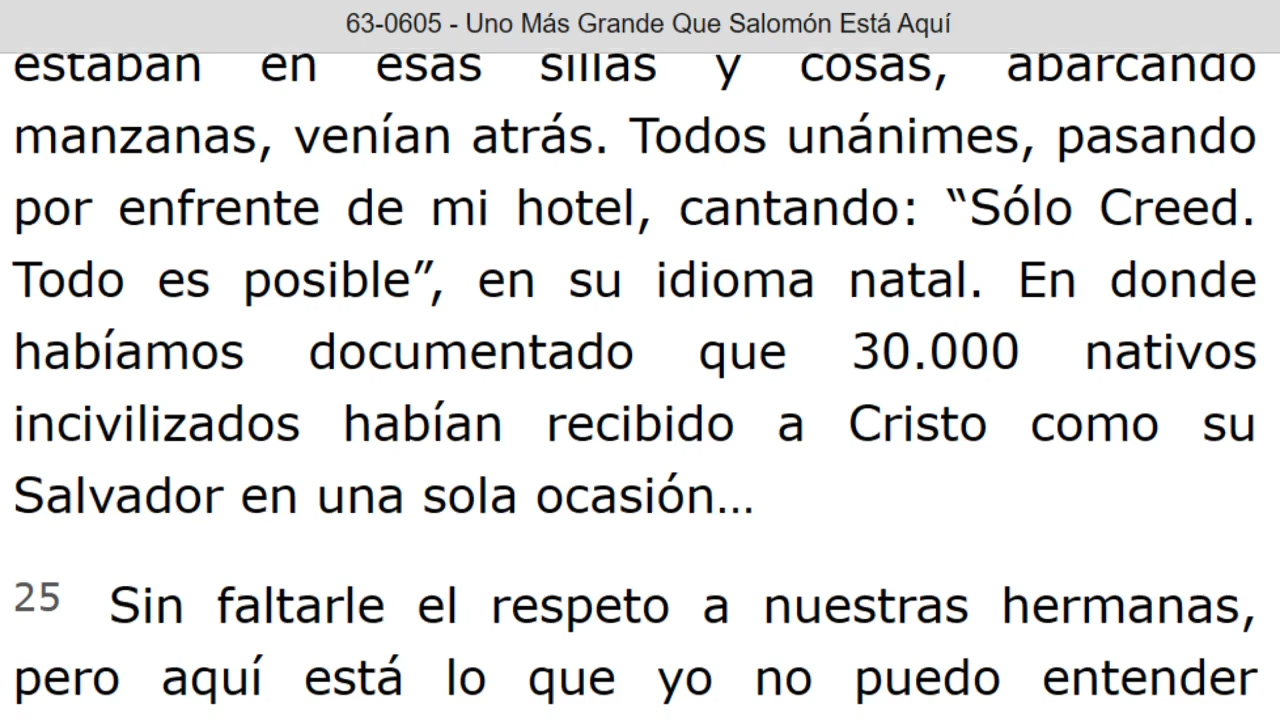 63-0605 - Uno Más Grande Que Salomón Está Aquí
estaban en esas sillas y cosas, abarcando
manzanas, venían atrás. Todos unánimes, pasando
por enfrente de mi hotel, cantando: “Sólo Creed.
Todo es posible”, en su idioma natal. En donde
habíamos documentado que 30.000 nativos
incivilizados habían recibido a Cristo como su
Salvador en una sola ocasión...
25 Sin faltarle el respeto a nuestras hermanas,
pero aquí está lo que yo no puedo entender